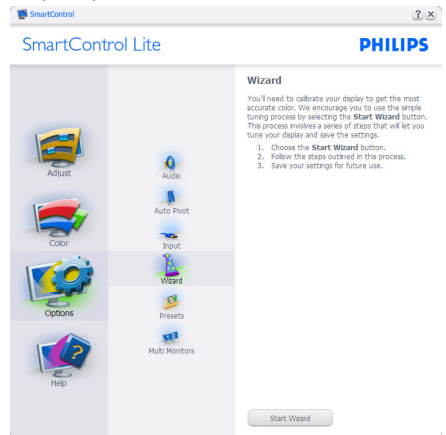 SmartControl
SmartControl Lite
PHILIPS
Adjust
Color
Options
Help
Audio
Auto Pivot
Input
Wizard
Presets
Multi Monitors
Wizard
You'll need to calibrate your display to get the most
accurate color. We encourage you to use the simple
tuning process by selecting the Start Wizard button.
This process involves a series of steps that will let you
tune your display and save the settings.
1. Choose the Start Wizard button.
2. Follow the steps outlined in this process.
3. Save your settings for future use.
Start Wizard